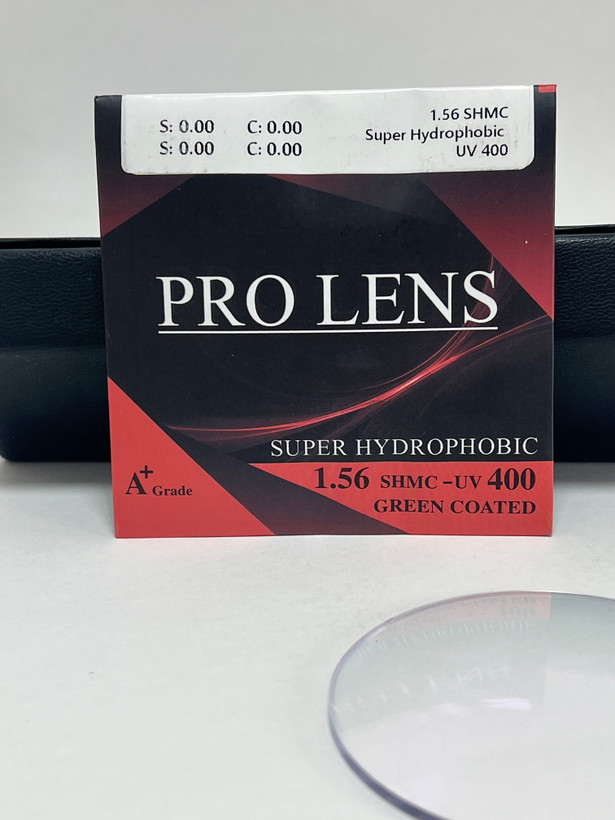 S: 0.00 C: 0.00
S: 0.00 C: 0.00
1.56 SHMC
Super Hydrophobic
UV 400
PRO LENS
SUPER HYDROPHOBIC
1.56 SHMC -UV 400
GREEN COATED
A+ Grade